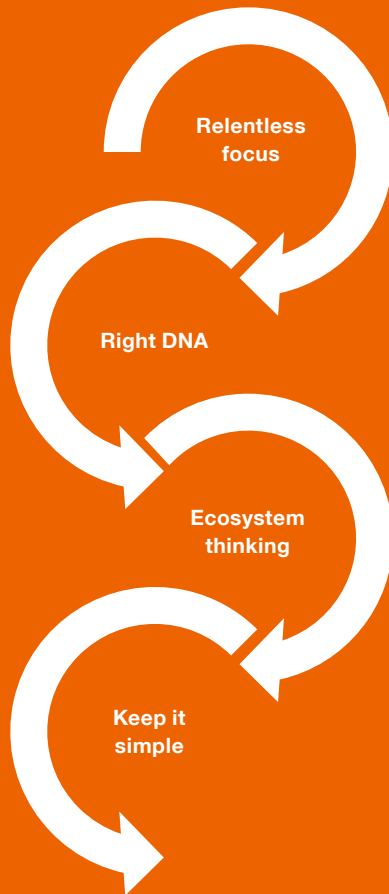 Relentless
focus
Right DNA
Ecosystem
thinking
Keep it
simple